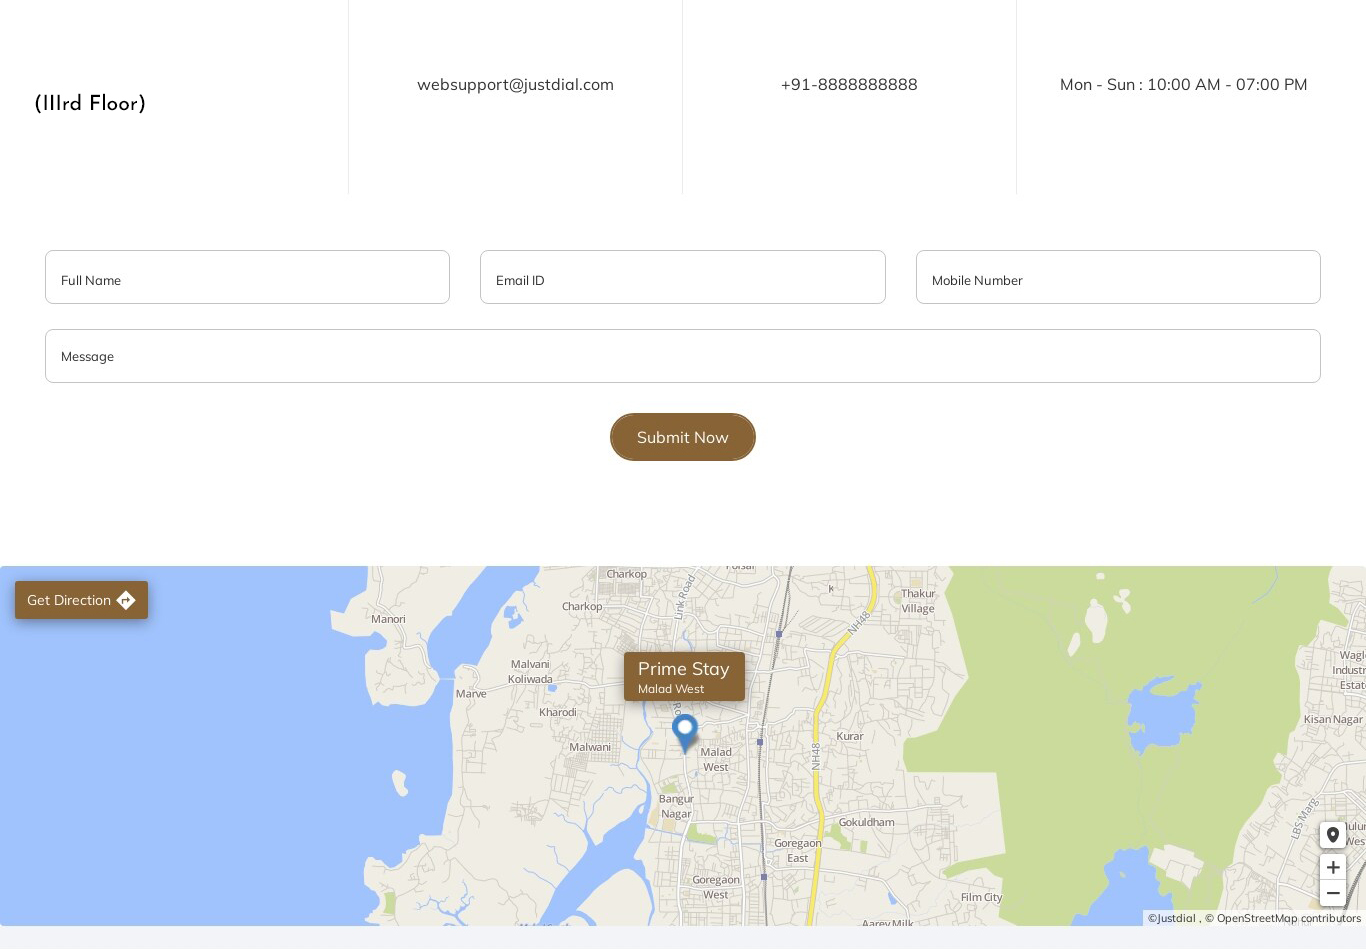 (IIIrd Floor)
websupport@justdial.com
+91-8888888888
Mon - Sun : 10:00 AM - 07:00 PM
Full Name
Email ID
Mobile Number
Message
Submit Now
Get Direction
Charkop
Charkop
Link Road
Manori
Thakur
Village
NH48
Malvani
Koliwada
Prime Stay
Malad West
Marve
Kharodi
Malwani
Malad
West
Kurar
NH48
Kisan Nagar
Bangur
Nagar
Gokuldham
Goregaon
East
LBS Marg
Goregaon
West
Film City
Aarey Milk
+
−
©Justdial , © OpenStreetMap contributors